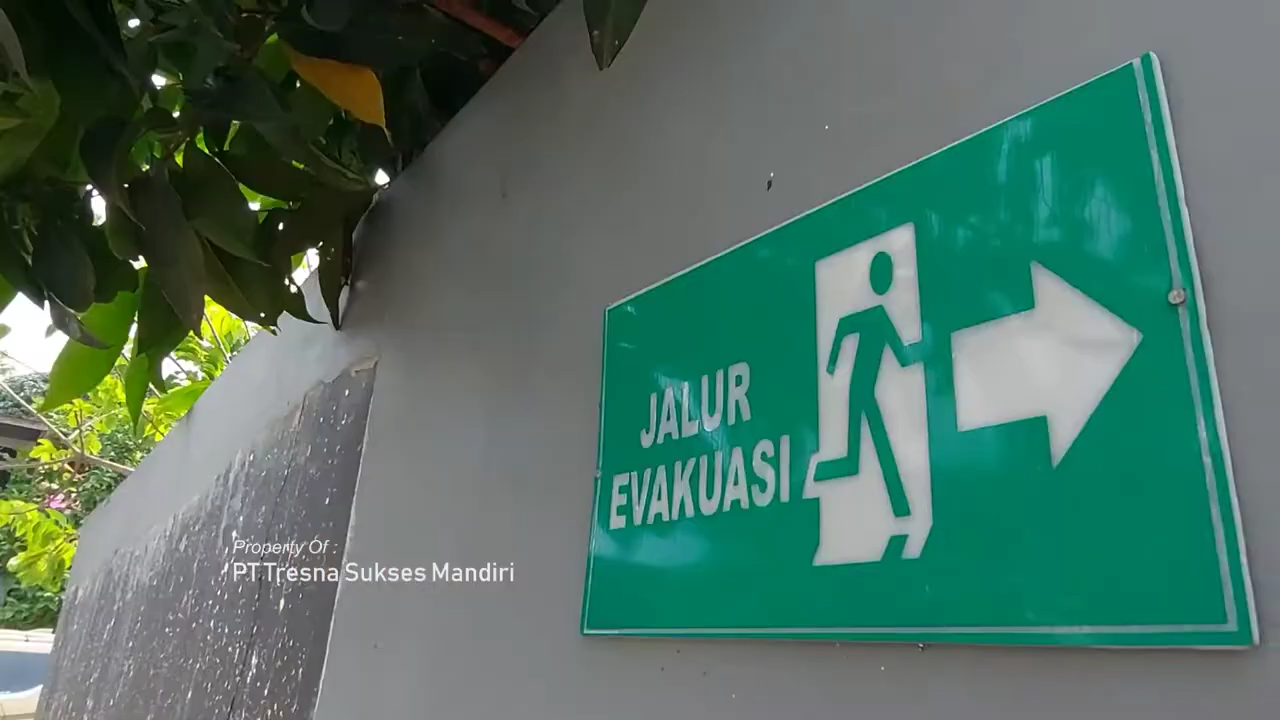 JALUR
EVAKUASI
Property Of :
PT Tresna Sukses Mandiri